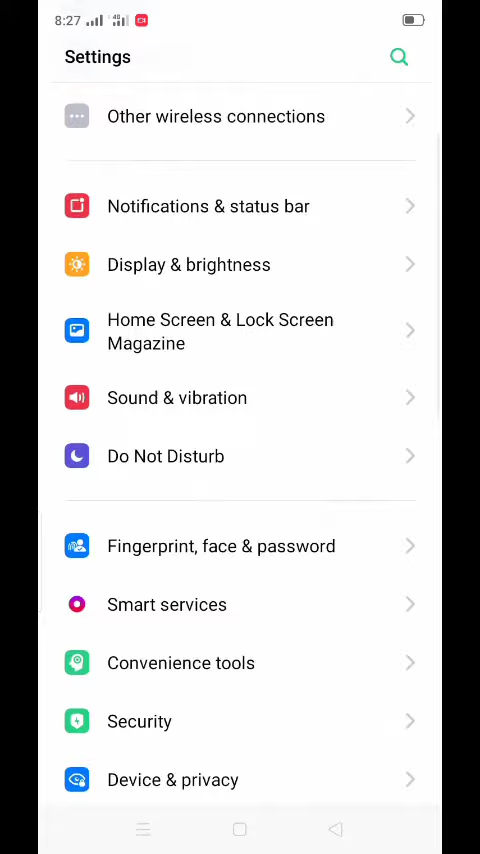 8:27
Settings
Other wireless connections
Notifications & status bar
Display & brightness
Home Screen & Lock Screen
Magazine
Sound & vibration
Do Not Disturb
Fingerprint, face & password
Smart services
Convenience tools
Security
Device & privacy